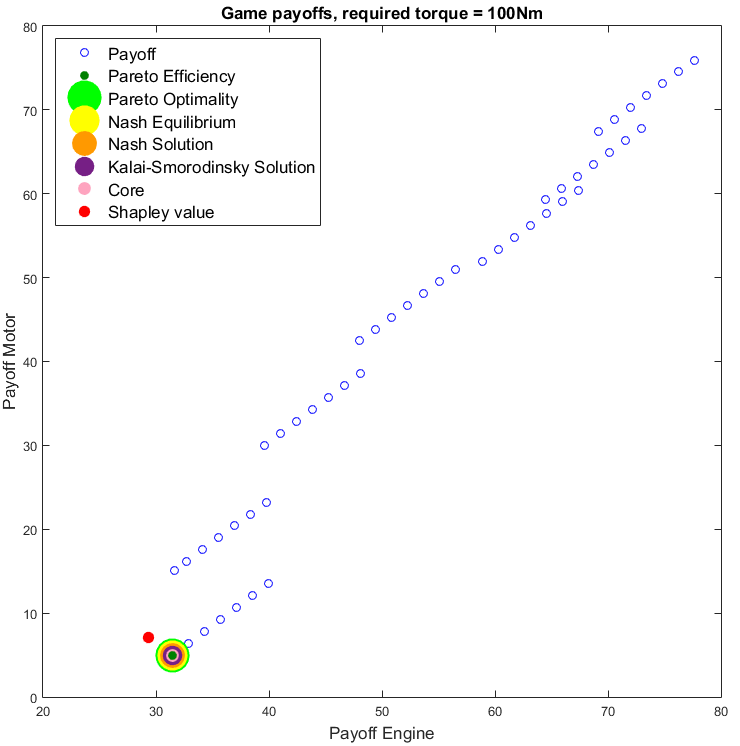 Game payoffs, required torque = 100Nm
80
70
60
50
40
30
20
10
0
Payoff Motor
Payoff
Pareto Efficiency
Pareto Optimality
Nash Equilibrium
Nash Solution
Kalai-Smorodinsky Solution
Core
Shapley value
20 30 40 50 60 70 80
Payoff Engine